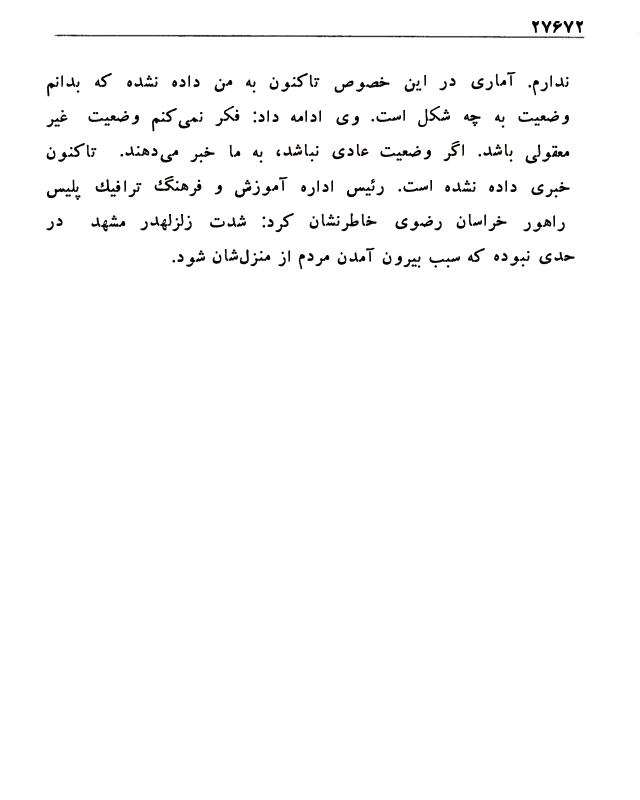 ۲۷۶۷۲
ندارم. آماری در این خصوص تاکنون به من داده نشده که بدانم
وضعیت به چه شکل است. وی ادامه داد: فکر نمی‌کنم وضعیت غیر
معقولی باشد. اگر وضعیت عادی نباشد، به ما خبر می‌دهند. تاکنون
خبری داده نشده است. رئیس اداره آموزش و فرهنگ ترافیک پلیس
راهور خراسان رضوی خاطرنشان کرد: شدت زلزلهدر مشهد در
حدی نبوده که سبب بیرون آمدن مردم از منزل‌شان شود.